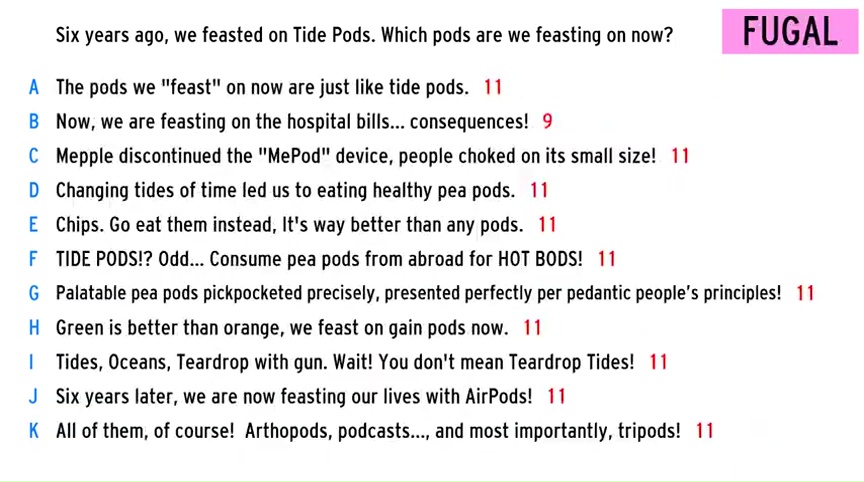 Six years ago, we feasted on Tide Pods. Which pods are we feasting on now?
FUGAL
A The pods we "feast" on now are just like tide pods. 11
B Now, we are feasting on the hospital bills... consequences! 9
C Mepple discontinued the "MePod" device, people choked on its small size! 11
D Changing tides of time led us to eating healthy pea pods. 11
E Chips. Go eat them instead, It's way better than any pods. 11
F TIDE PODS!? Odd... Consume pea pods from abroad for HOT BODS! 11
G Palatable pea pods pickpocketed precisely, presented perfectly per pedantic people’s principles! 11
H Green is better than orange, we feast on gain pods now. 11
I Tides, Oceans, Teardrop with gun. Wait! You don't mean Teardrop Tides! 11
J Six years later, we are now feasting our lives with AirPods! 11
K All of them, of course! Arthopods, podcasts..., and most importantly, tripods! 11